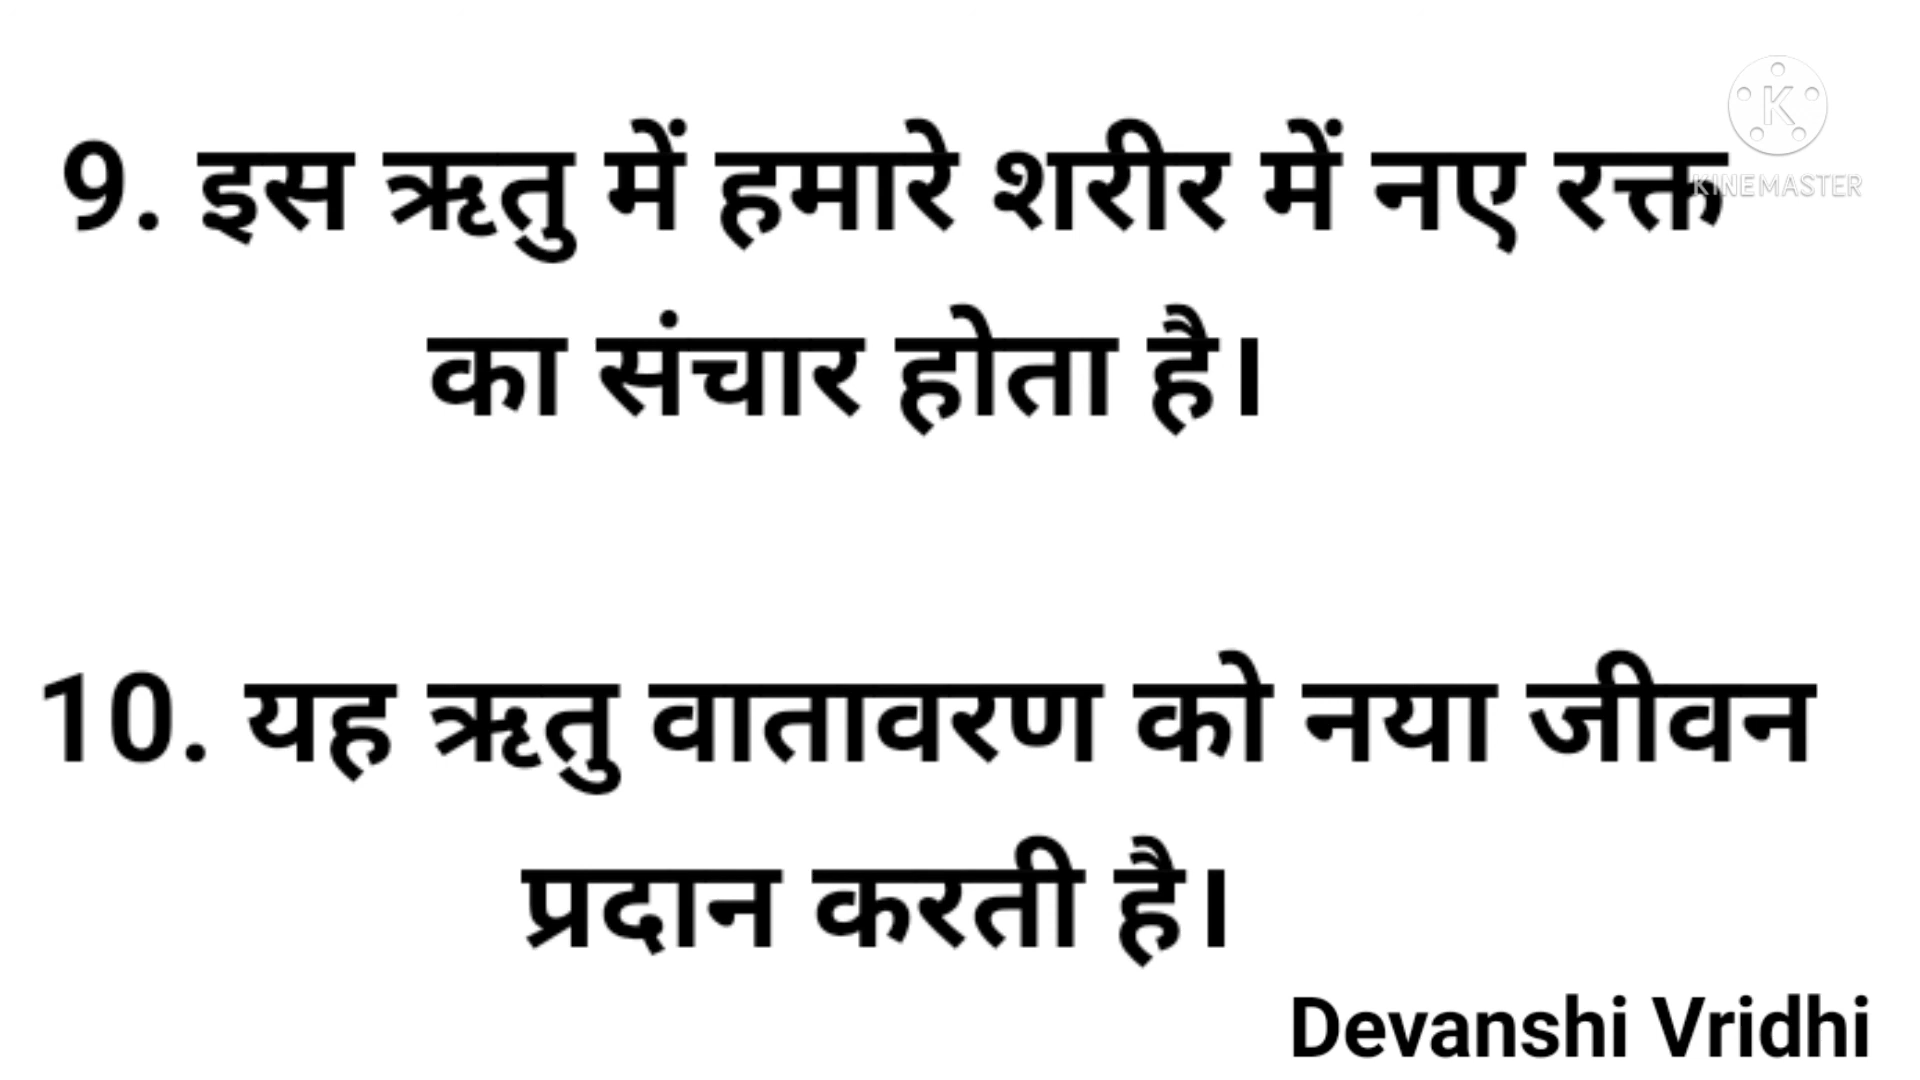 9. इस ऋतु में हमारे शरीर में नए रक्त
का संचार होता है।
10. यह ऋतु वातावरण को नया जीवन
प्रदान करती है।
Devanshi Vridhi
K
KINEMASTER